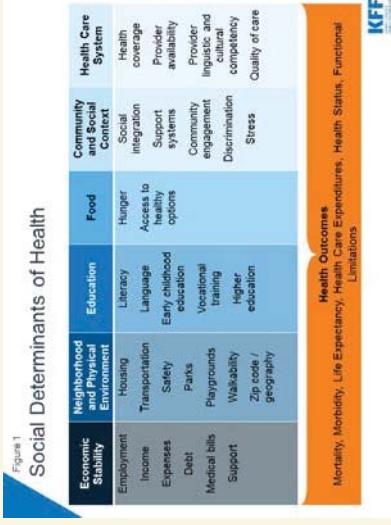 Figure 1
Social Determinants of Health
Economic
Stability
Employment
Income
Expenses
Debt
Medical bills
Support
Neighborhood
and Physical
Environment
Housing
Transportation
Safety
Parks
Playgrounds
Walkability
Zip code /
geography
Education
Literacy
Language
Early childhood
education
Vocational
training
Higher
education
Food
Hunger
Access to
healthy
options
Community
and Social
Context
Social
integration
Support
systems
Community
engagement
Discrimination
Stress
Health Care
System
Health
coverage
Provider
availability
Provider
linguistic and
cultural
competency
Quality of care
Health Outcomes
Mortality, Morbidity, Life Expectancy, Health Care Expenditures, Health Status, Functional
Limitations
KFF